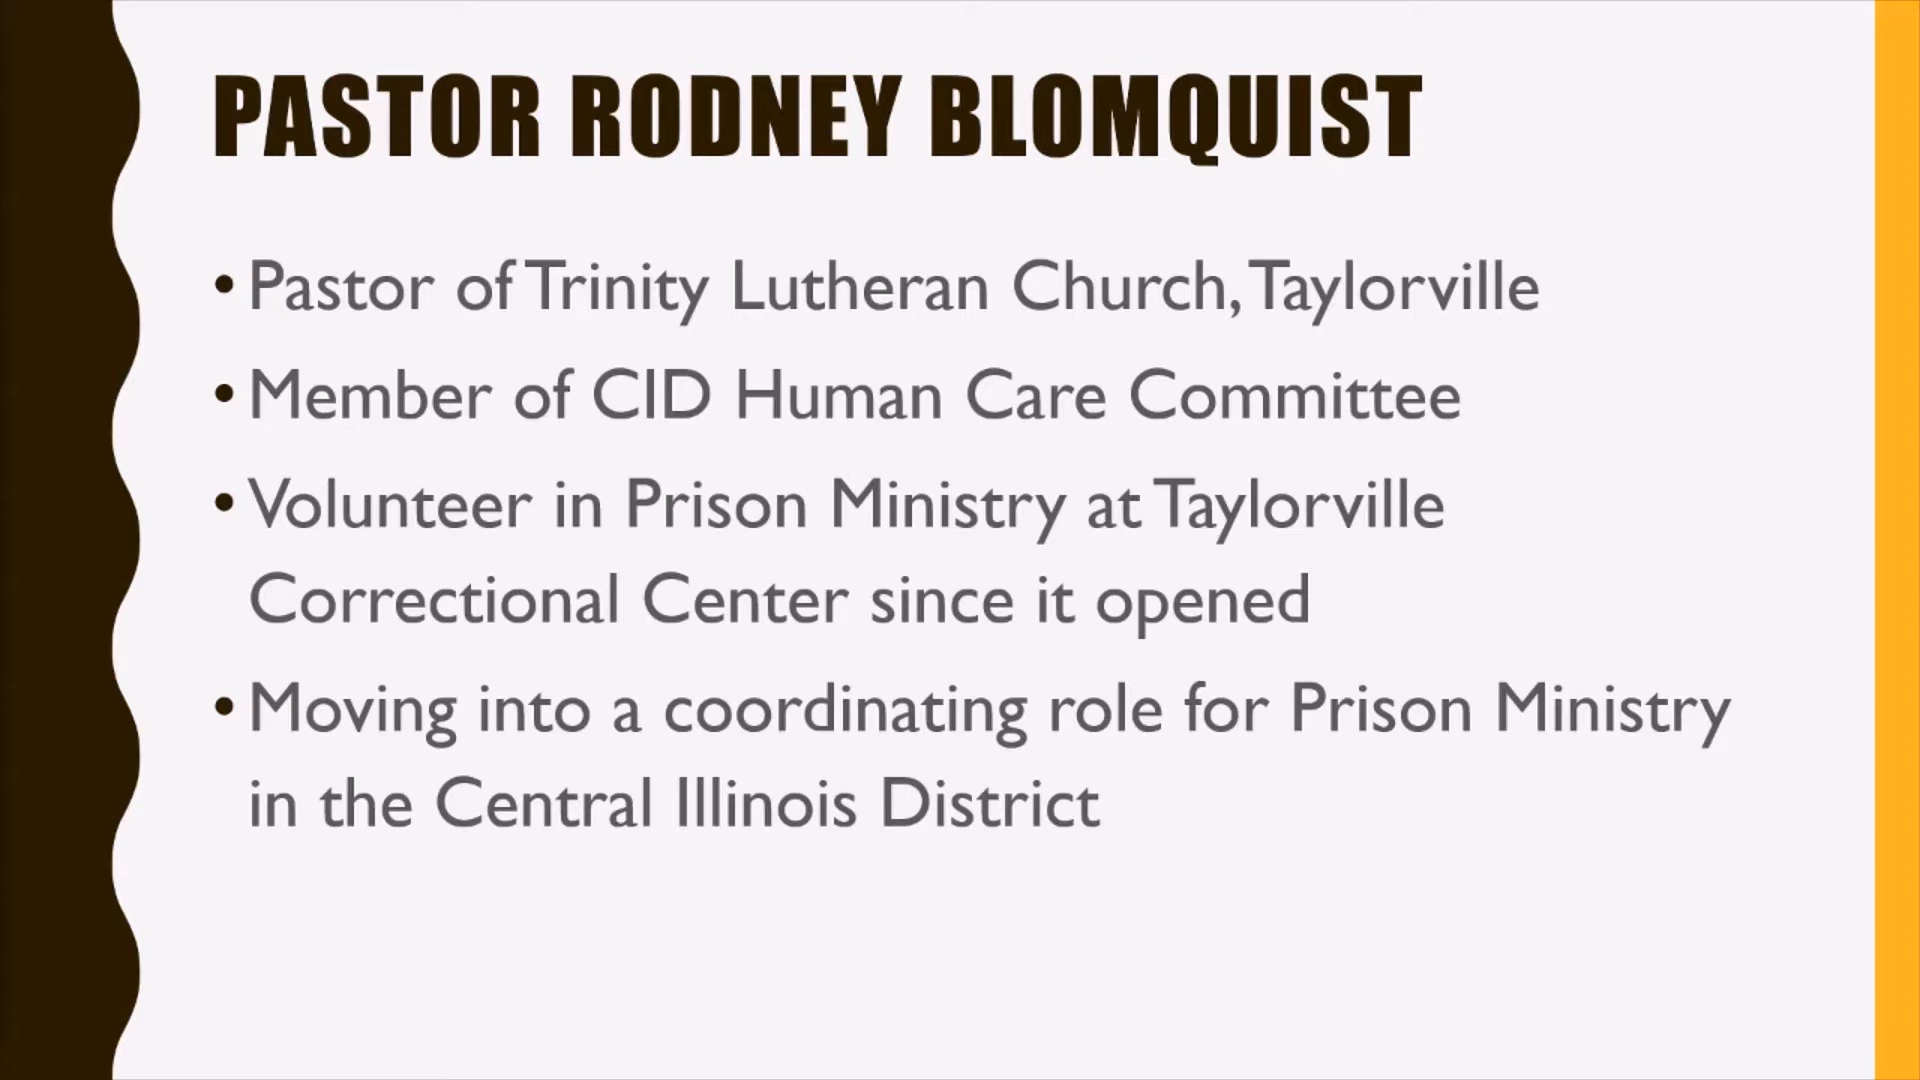 PASTOR RODNEY BLOMQUIST
• Pastor of Trinity Lutheran Church, Taylorville
• Member of CID Human Care Committee
• Volunteer in Prison Ministry at Taylorville
Correctional Center since it opened
• Moving into a coordinating role for Prison Ministry
in the Central Illinois District